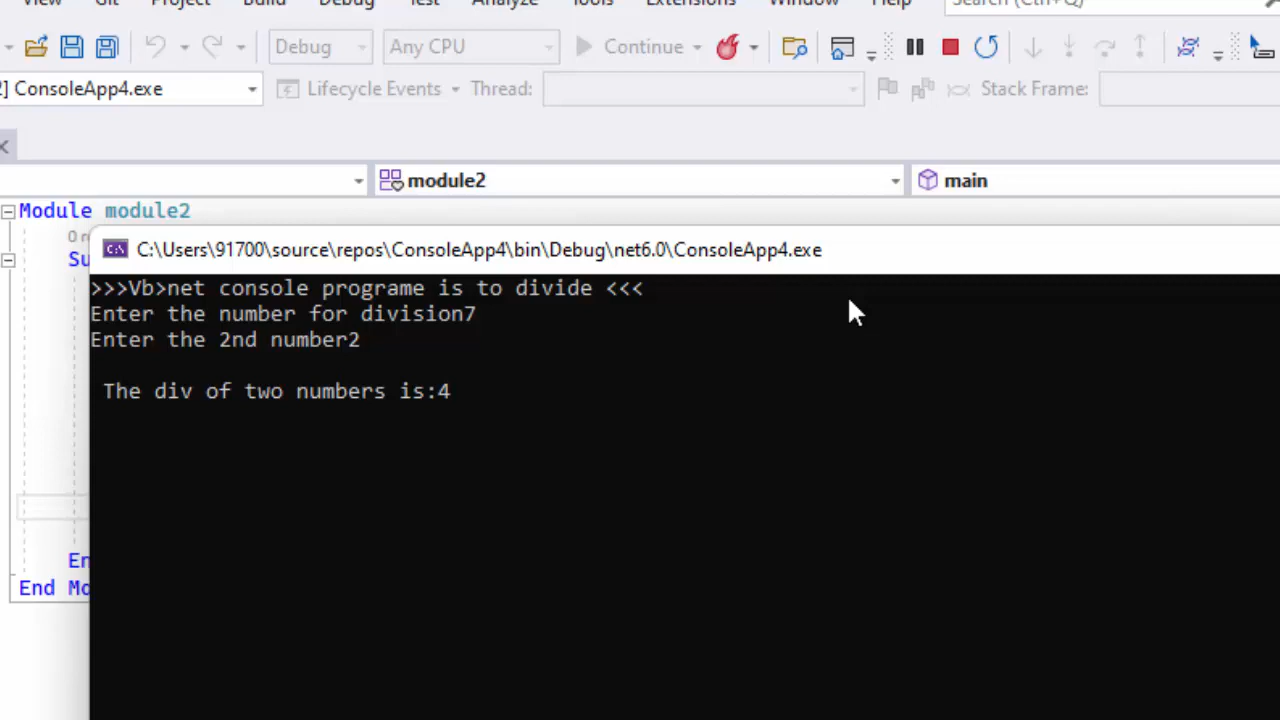 View Git Project Build Debug Test Analyze Tools Extensions Window Help Search (Ctrl+Q)
Debug Any CPU Continue
] ConsoleApp4.exe Lifecycle Events Thread: Stack Frame:
module2 main
Module module2
0 r
Su
C:\Users\91700\source\repos\ConsoleApp4\bin\Debug\net6.0\ConsoleApp4.exe
>>>Vb>net console programe is to divide <<<
Enter the number for division7
Enter the 2nd number2
The div of two numbers is:4
En
End Mo